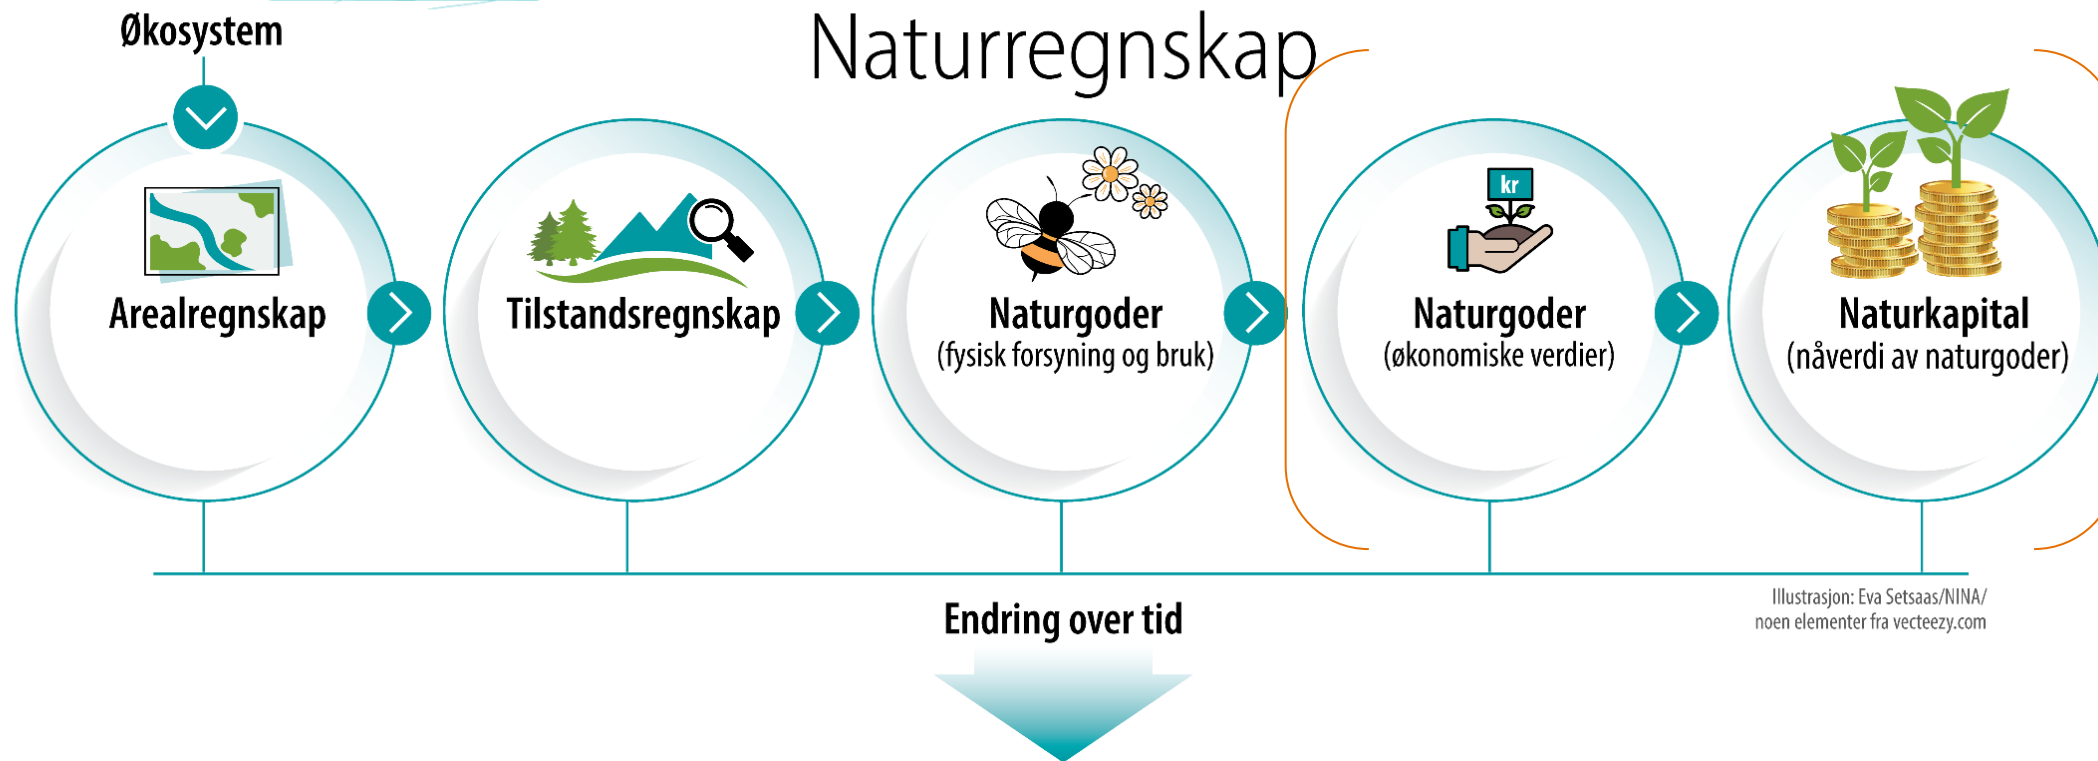 Naturregnskap
Økosystem
Arealregnskap
Tilstandsregnskap
Naturgoder
(fysisk forsyning og bruk)
kr
Naturgoder
(økonomiske verdier)
Naturkapital
(nåverdi av naturgoder)
Endring over tid
Illustrasjon: Eva Setsaas/NINA/
noen elementer fra vecteezy.com